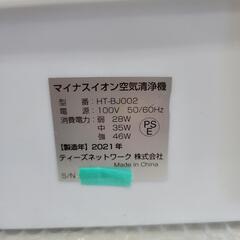 マイナスイオン空気清浄機
型　番：HT-BJ002
電　源：100V　50/60Hz
消費電力：弱　28W
中　35W
強　46W
PS
E
【製造年】2021年
ティーズネットワーク 株式会社
Made in China
S/N